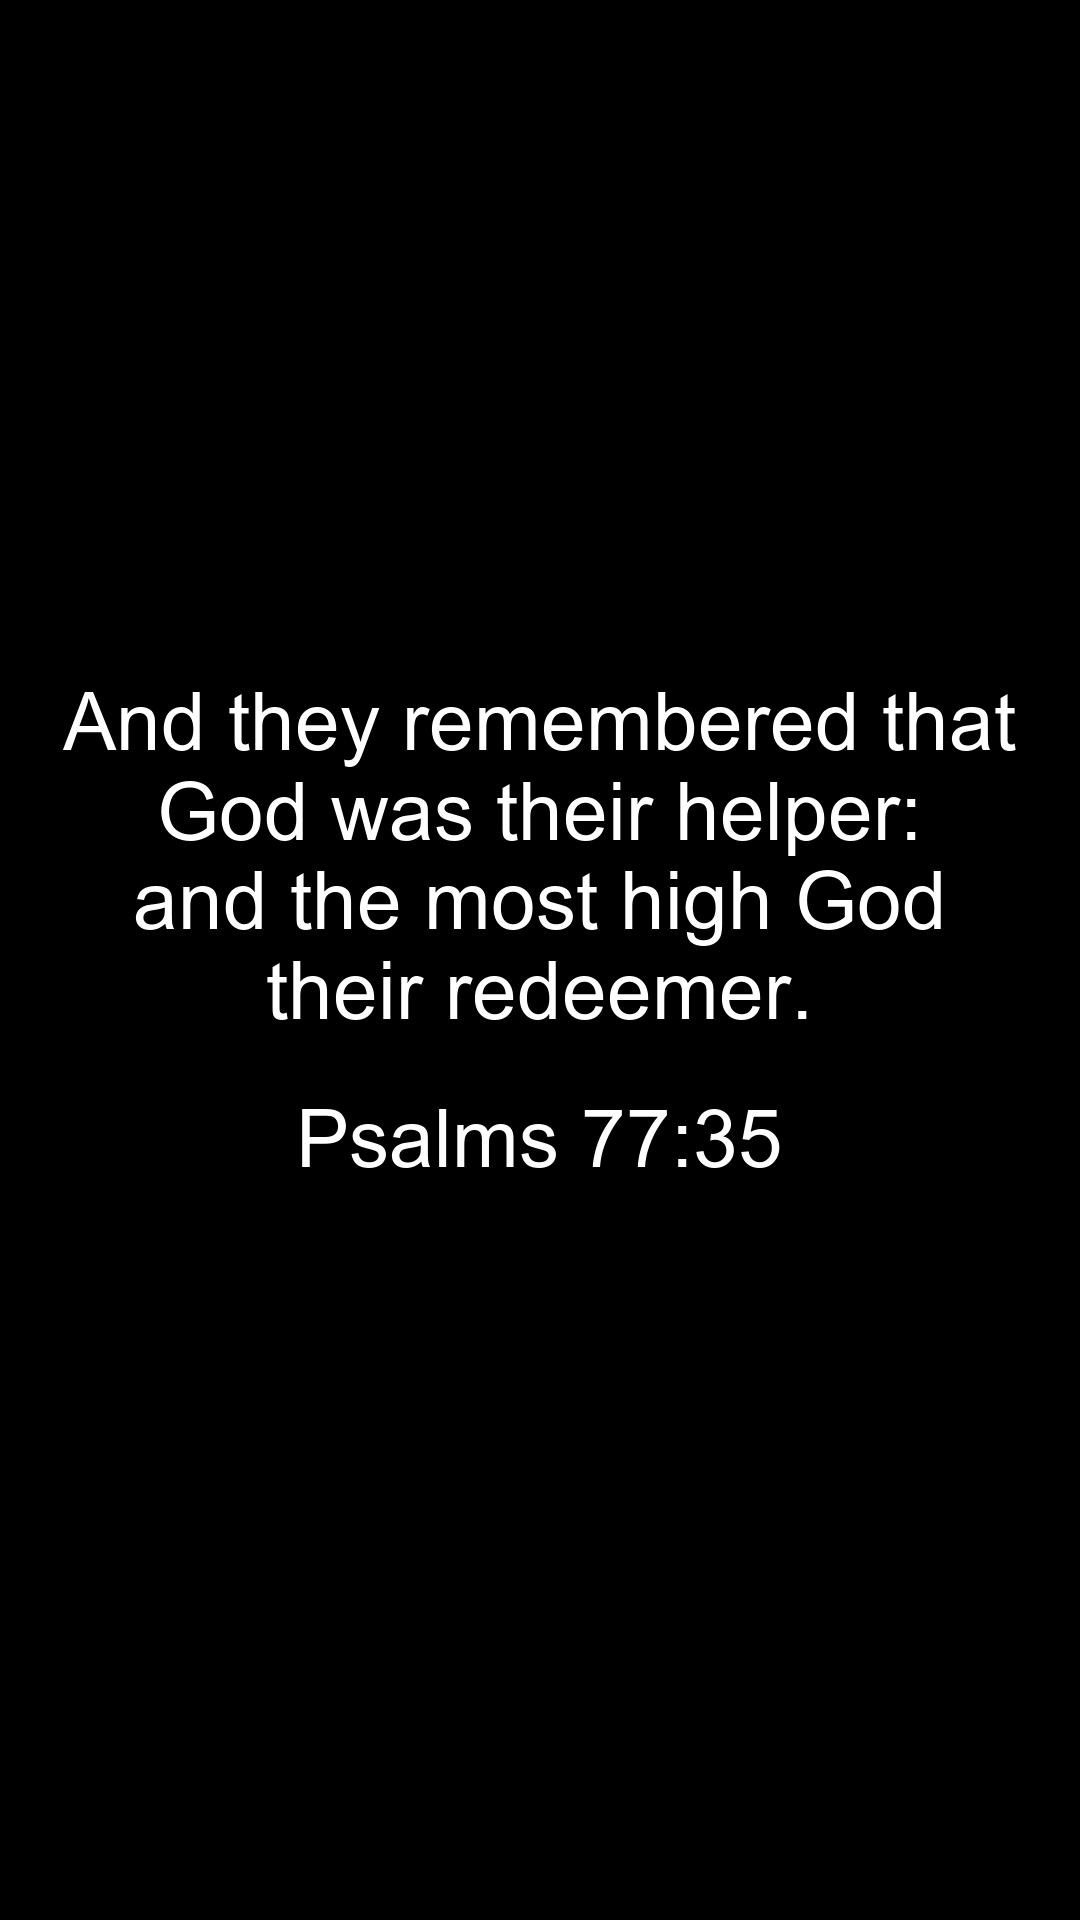 And they remembered that
God was their helper:
and the most high God
their redeemer.
Psalms 77:35